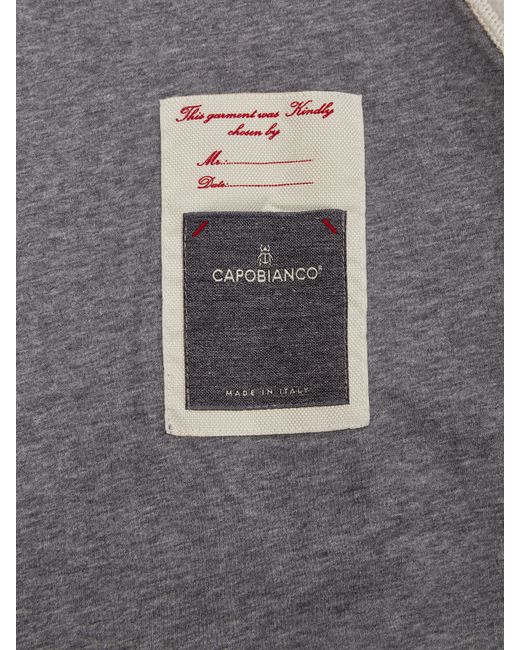 This garment was Kindly
chosen by
Mr.:
Date:
CAPOBIANCO®
MADE IN ITALY